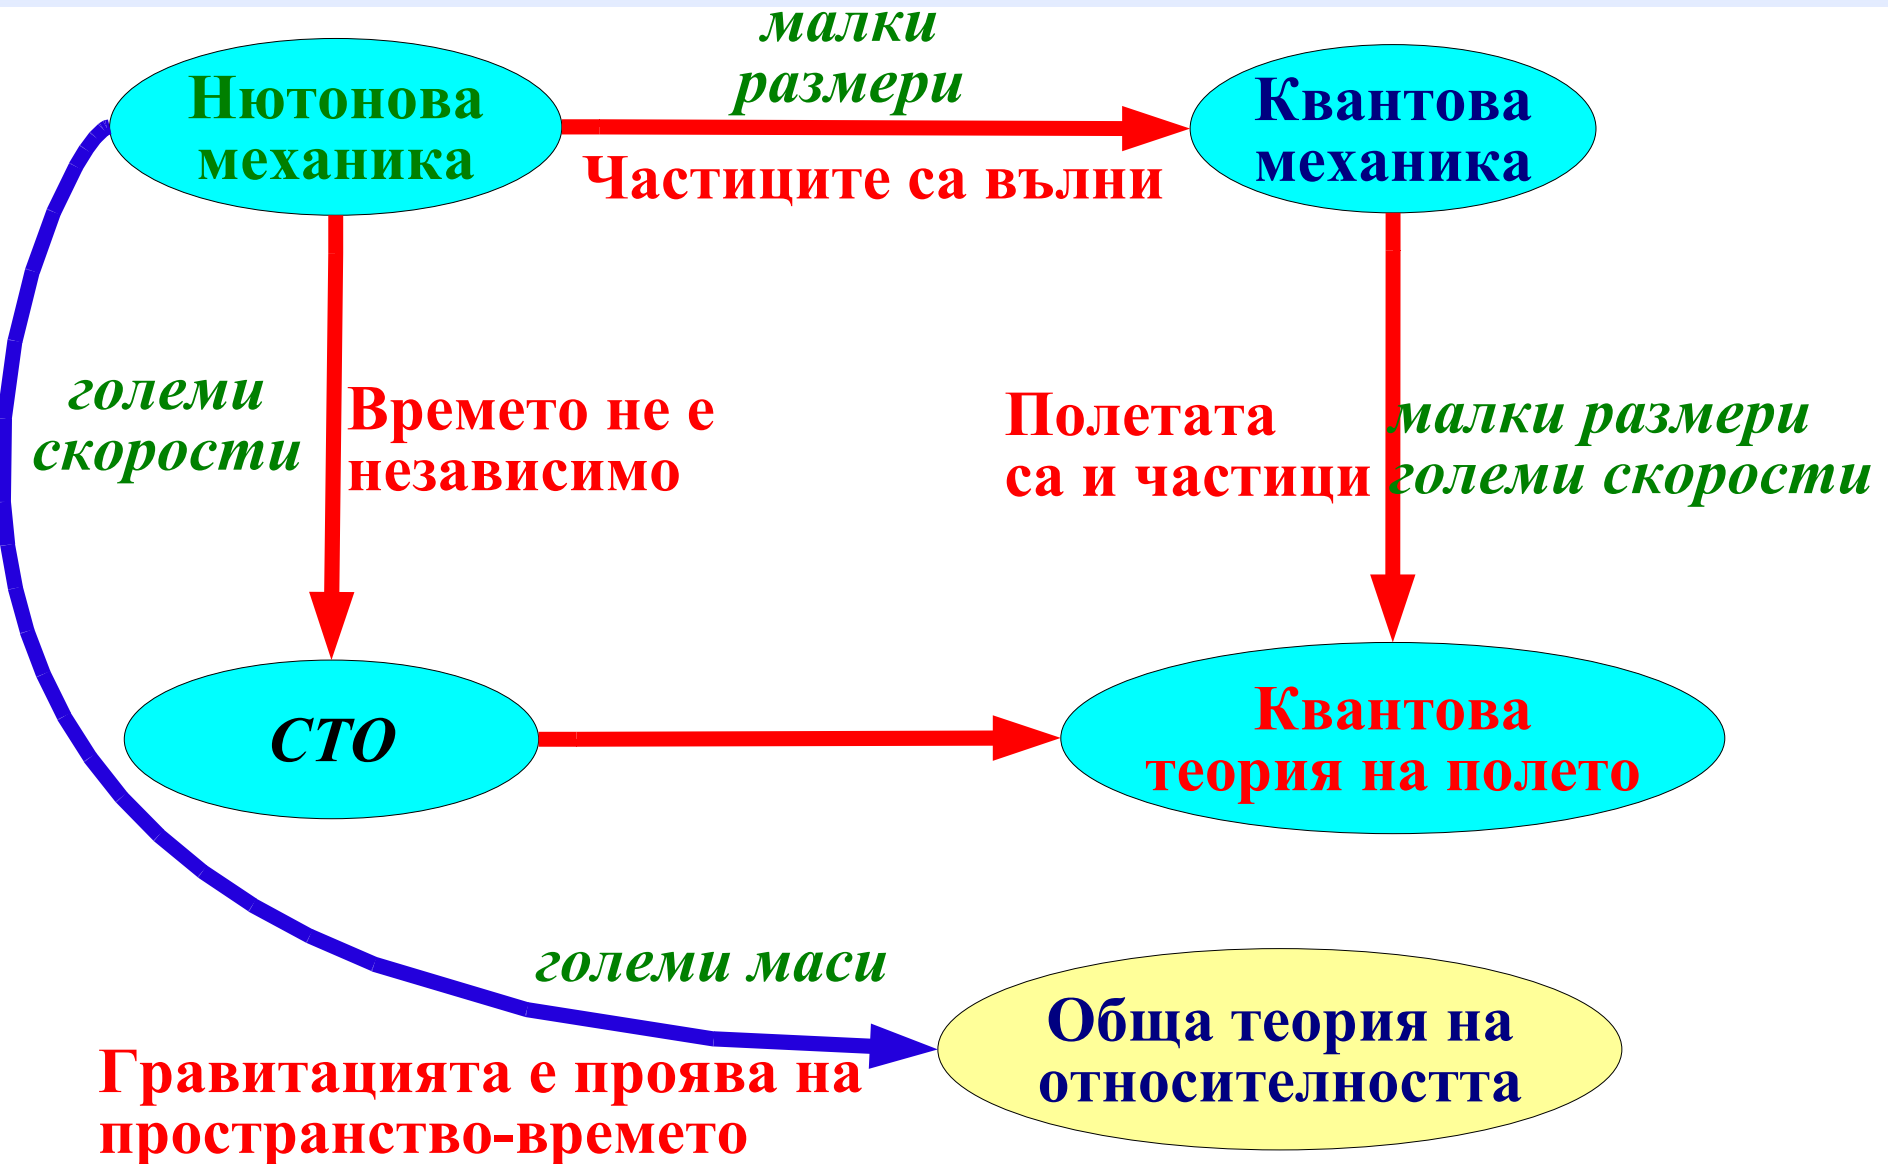 малки
размери
Нютонова
механика
Квантова
механика
Частиците са вълни
големи
скорости
Времето не е
независимо
Полетата
са и частици
малки размери
големи скорости
СТО
Квантова
теория на полето
големи маси
Обща теория на
относителността
Гравитацията е проява на
пространство-времето